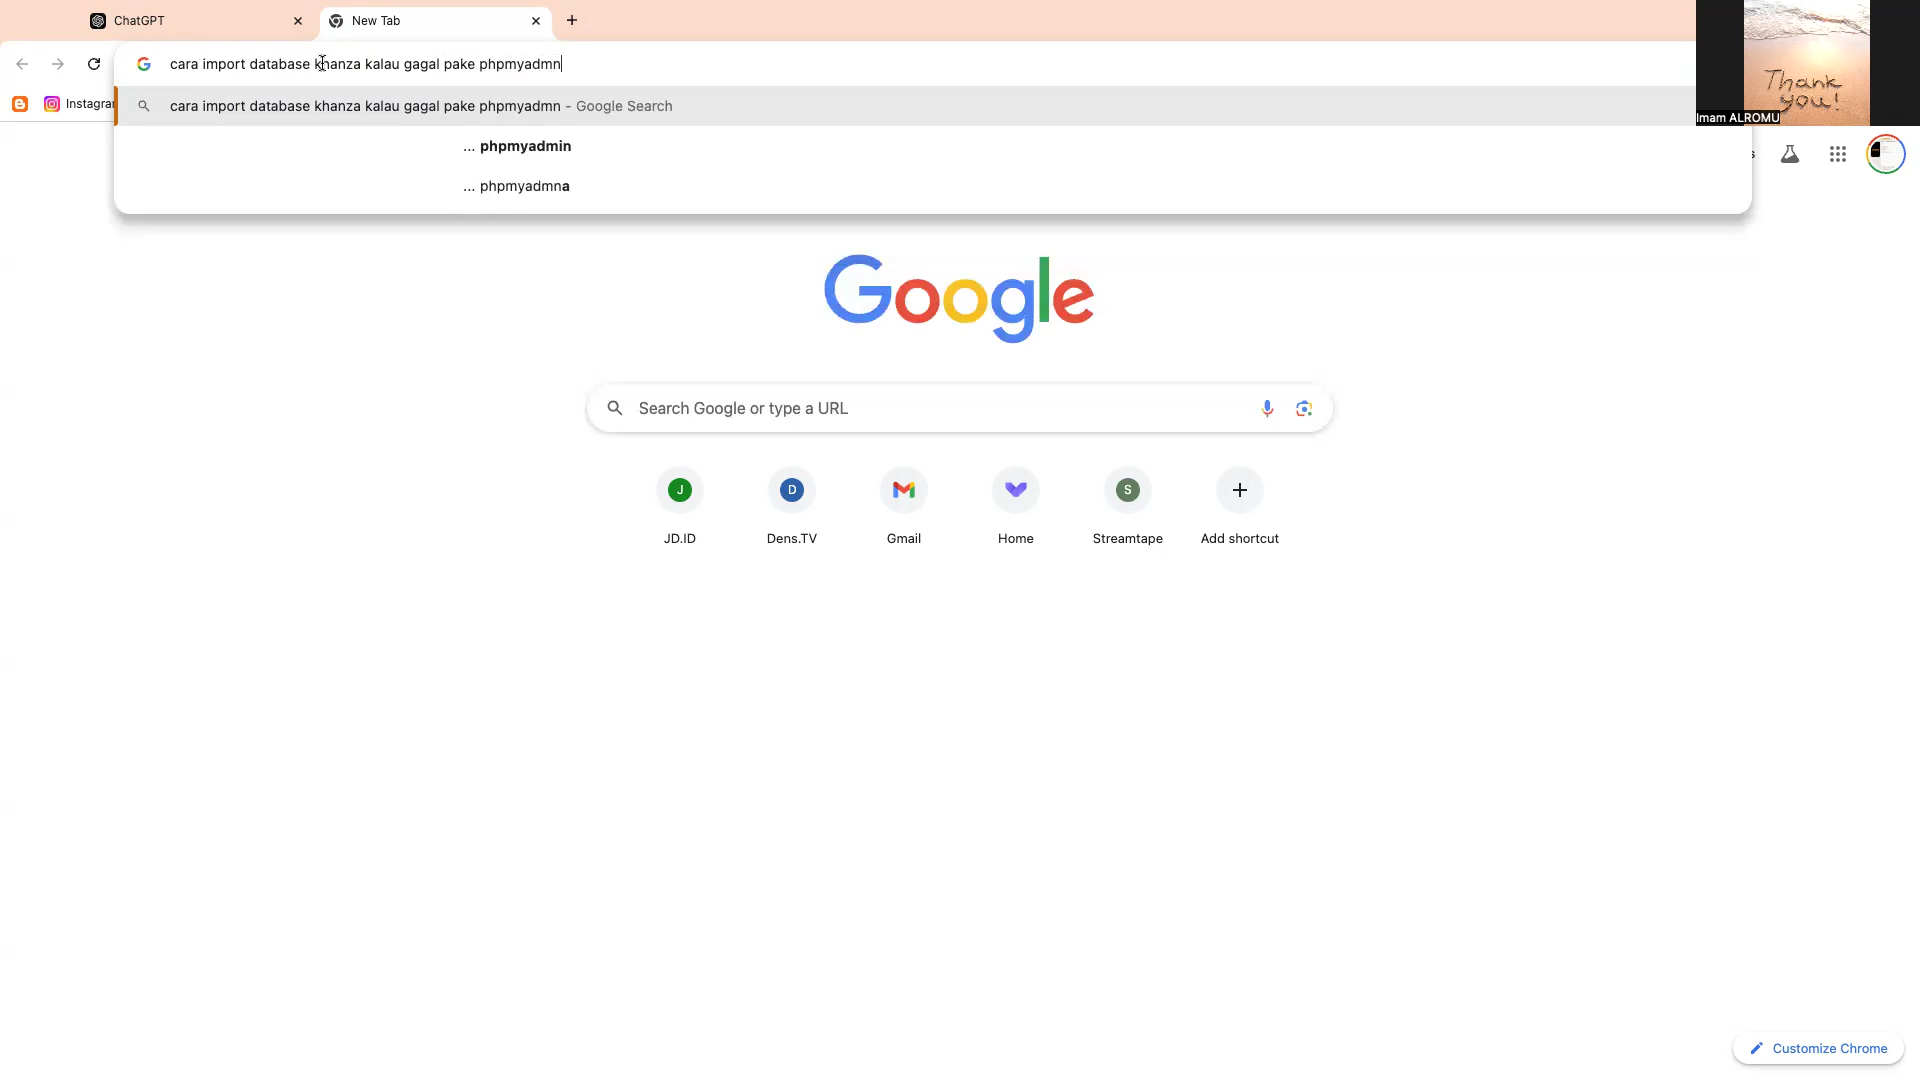 ChatGPT
New Tab
cara import database khanza kalau gagal pake phpmyadmn
Instagra
cara import database khanza kalau gagal pake phpmyadmn - Google Search
... phpmyadmin
... phpmyadmna
Thank you!
Imam ALROMU
s
Google
Search Google or type a URL
J
D
S
JD.ID
Dens.TV
Gmail
Home
Streamtape
Add shortcut
Customize Chrome